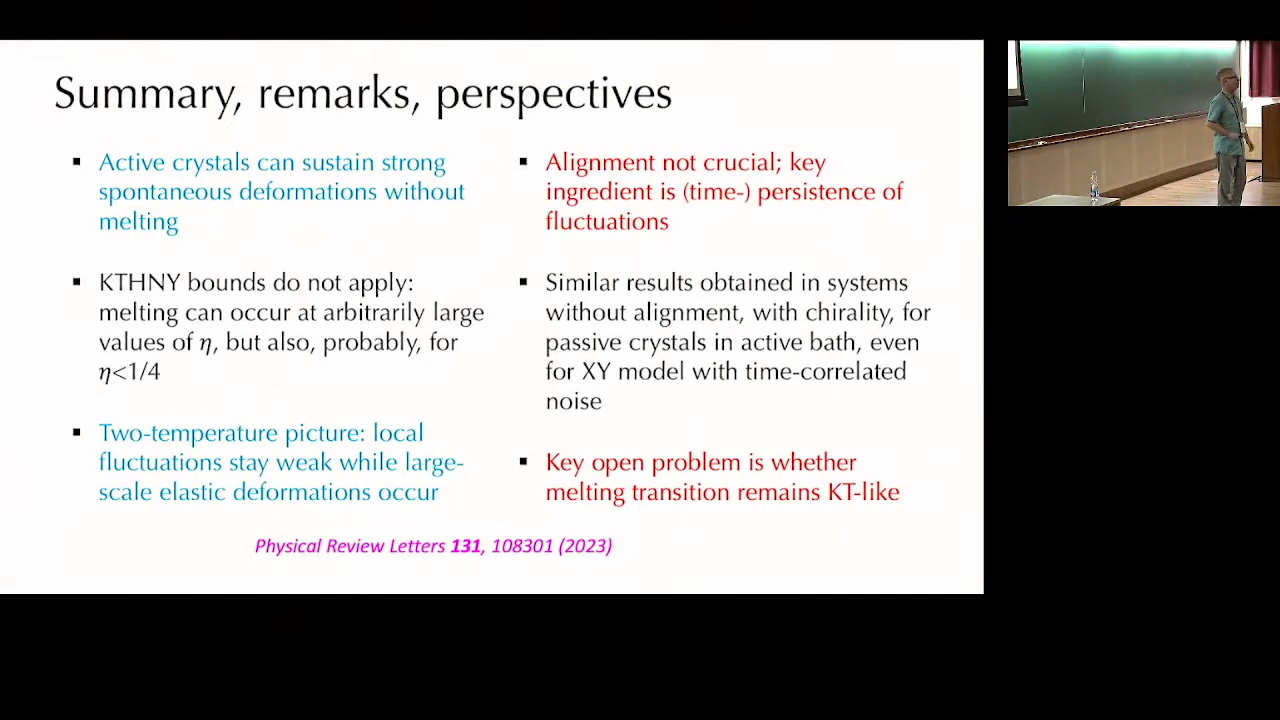 Summary, remarks, perspectives
▪ Active crystals can sustain strong
spontaneous deformations without
melting
▪ KTHNY bounds do not apply:
melting can occur at arbitrarily large
values of η, but also, probably, for
η<1/4
▪ Two-temperature picture: local
fluctuations stay weak while large-
scale elastic deformations occur
▪ Alignment not crucial; key
ingredient is (time-) persistence of
fluctuations
▪ Similar results obtained in systems
without alignment, with chirality, for
passive crystals in active bath, even
for XY model with time-correlated
noise
▪ Key open problem is whether
melting transition remains KT-like
Physical Review Letters 131, 108301 (2023)